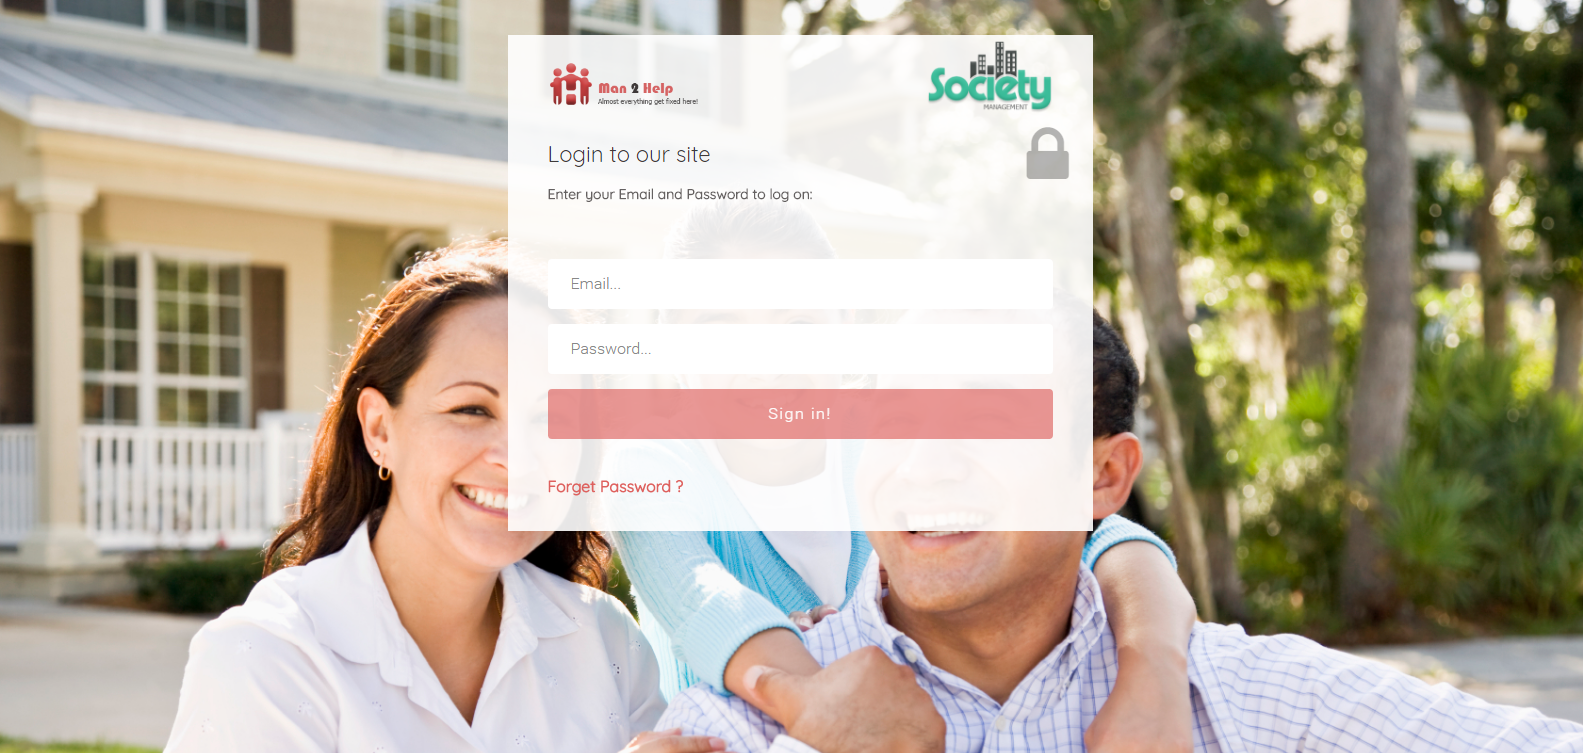 Man 2 Help
Almost everything get fixed here!
Society
MANAGEMENT
Login to our site
Enter your Email and Password to log on:
Email...
Password...
Sign in!
Forget Password ?